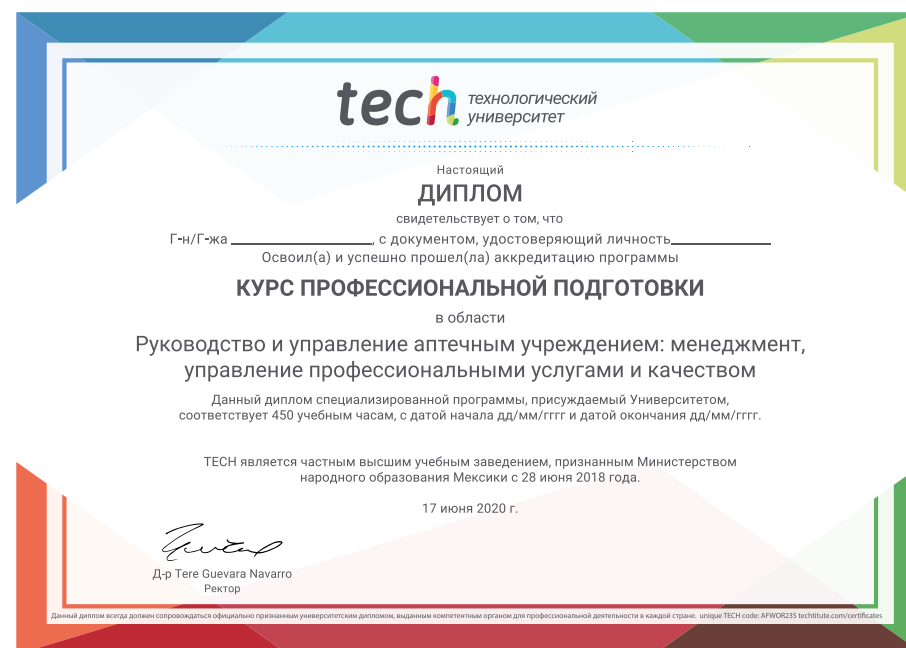 tech технологический
университет
Настоящий
ДИПЛОМ
свидетельствует о том, что
Г-н/Г-жа ____________________, с документом, удостоверяющий личность______________
Освоил(а) и успешно прошел(ла) аккредитацию программы
КУРС ПРОФЕССИОНАЛЬНОЙ ПОДГОТОВКИ
в области
Руководство и управление аптечным учреждением: менеджмент,
управление профессиональными услугами и качеством
Данный диплом специализированной программы, присуждаемый Университетом,
соответствует 450 учебным часам, с датой начала дд/мм/гггг и датой окончания дд/мм/гггг.
TECH является частным высшим учебным заведением, признанным Министерством
народного образования Мексики с 28 июня 2018 года.
17 июня 2020 г.
Д-р Tere Guevara Navarro
Ректор
Данный диплом всегда должен сопровождаться официально признанным университетским дипломом, выданным компетентным органом для профессиональной деятельности в каждой стране. unique TECH code: AFWOR235 techtitute.com/certificates